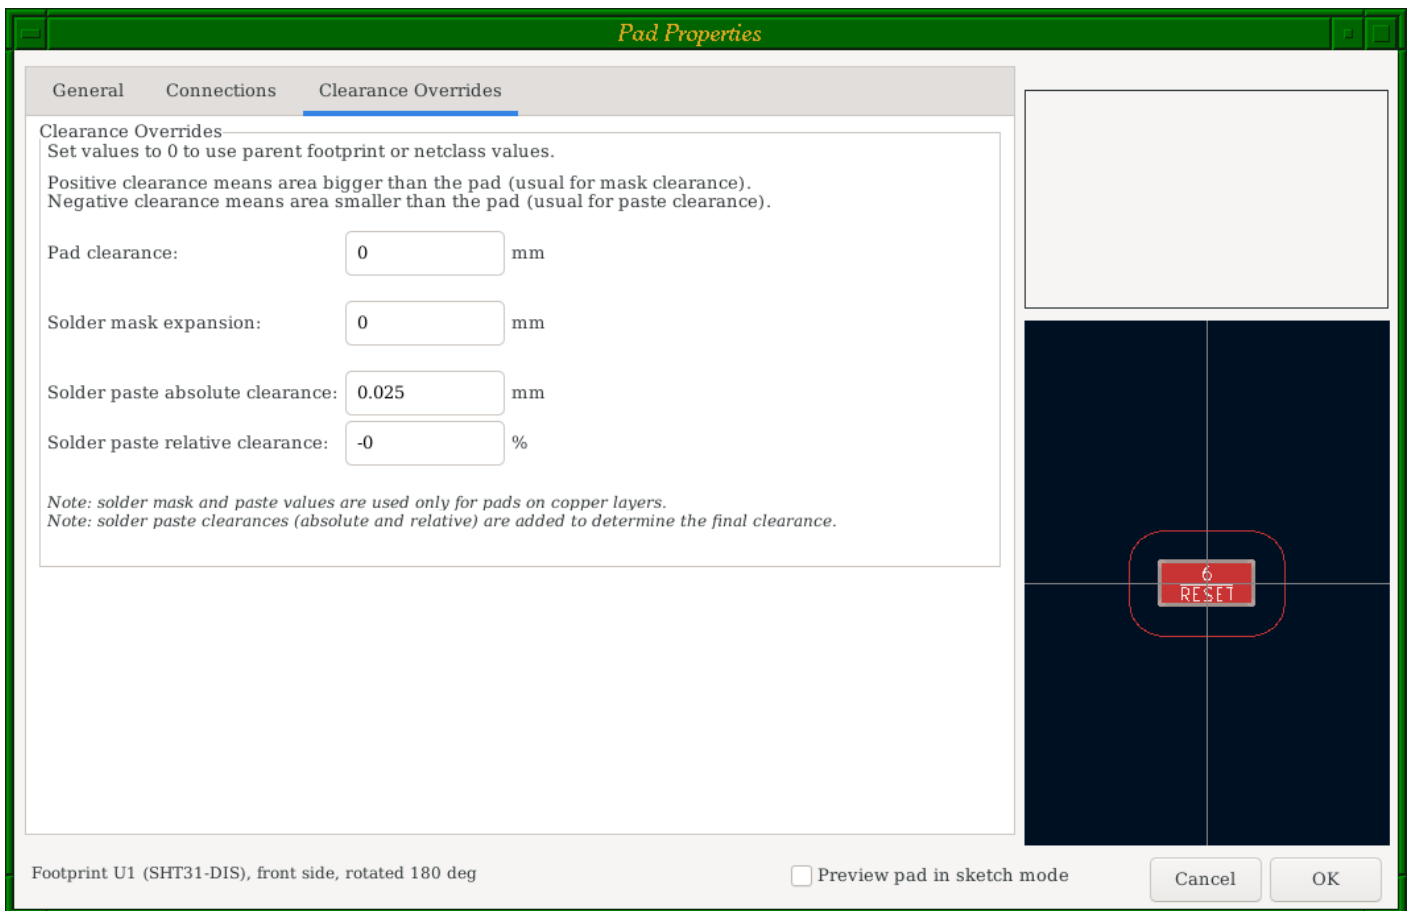 Pad Properties
General Connections Clearance Overrides
Clearance Overrides
Set values to 0 to use parent footprint or netclass values.
Positive clearance means area bigger than the pad (usual for mask clearance).
Negative clearance means area smaller than the pad (usual for paste clearance).
Pad clearance: 0 mm
Solder mask expansion: 0 mm
Solder paste absolute clearance: 0.025 mm
Solder paste relative clearance: -0 %
Note: solder mask and paste values are used only for pads on copper layers.
Note: solder paste clearances (absolute and relative) are added to determine the final clearance.
6
RESET
Footprint U1 (SHT31-DIS), front side, rotated 180 deg
Preview pad in sketch mode
Cancel OK